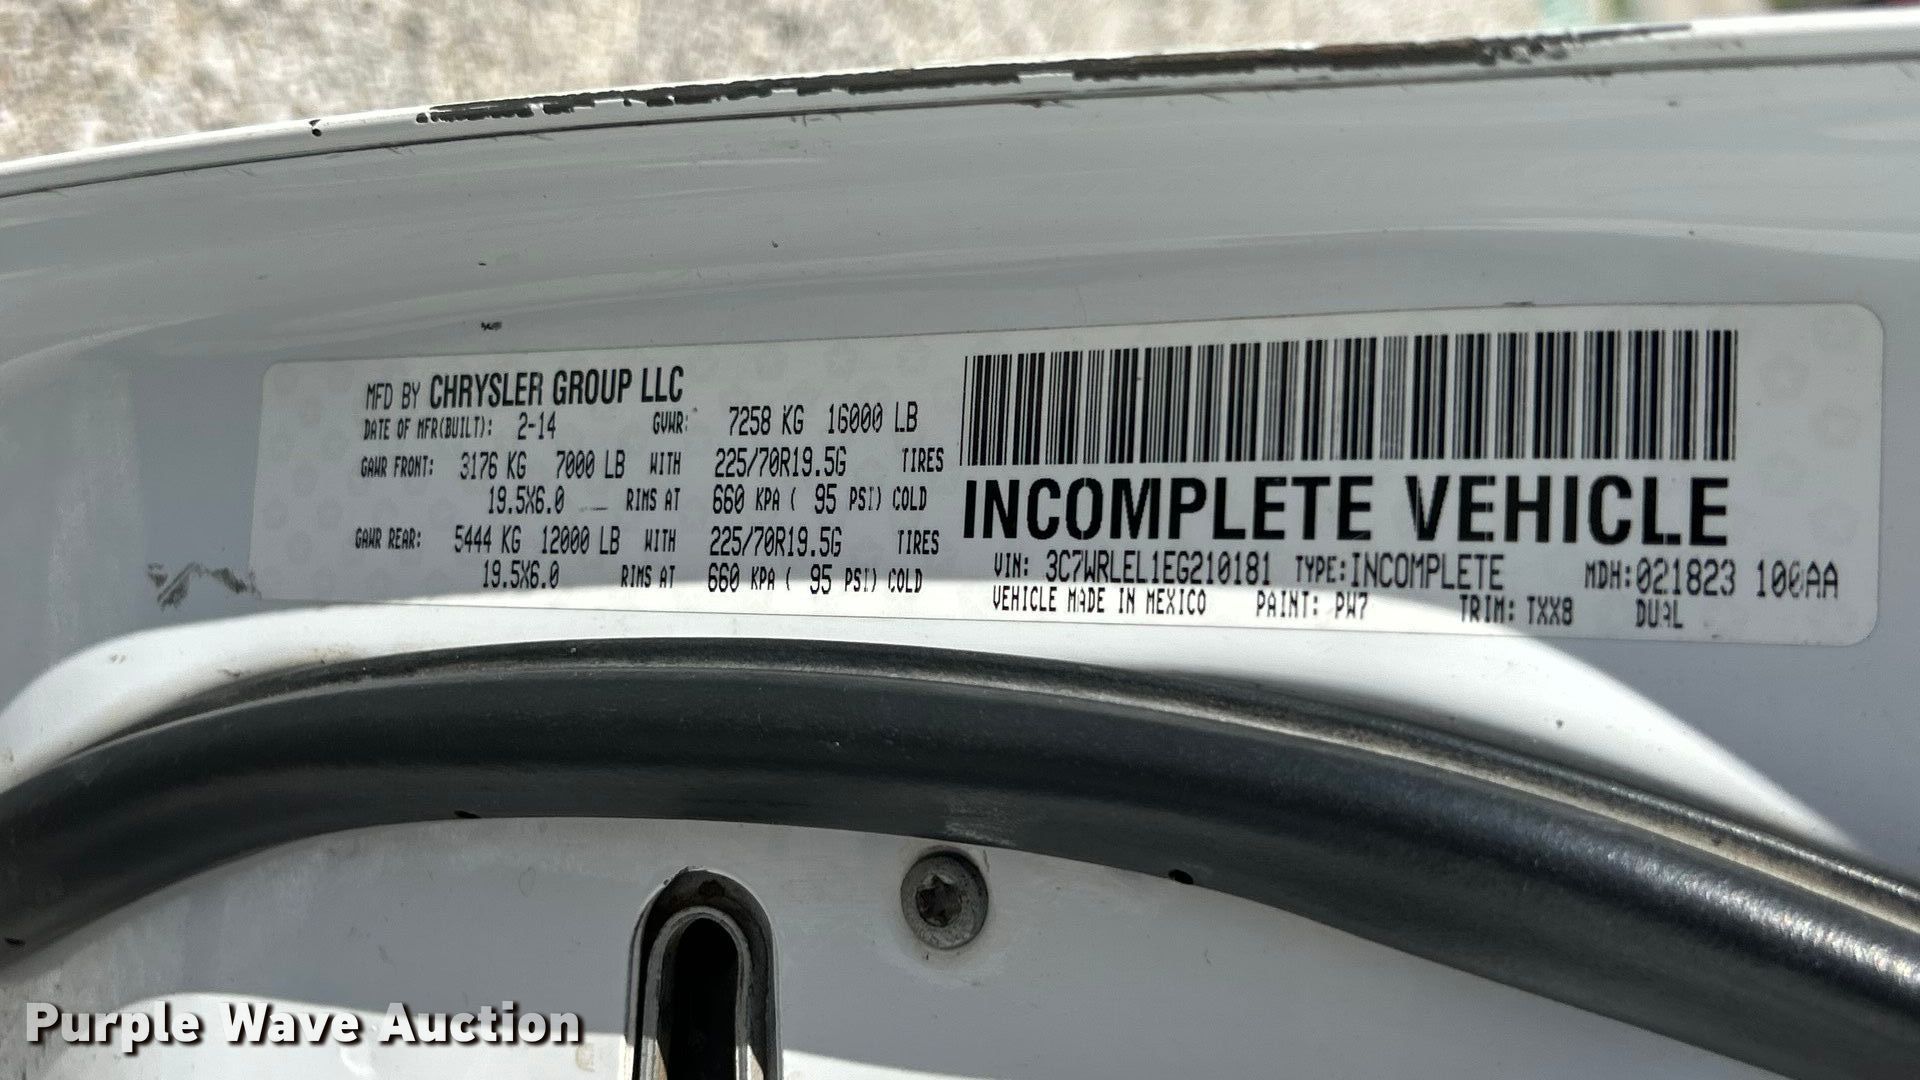 MFD BY CHRYSLER GROUP LLC
DATE OF MFR(BUILT): 2-14 GVWR: 7258 KG 16000 LB
GAWR FRONT: 3176 KG 7000 LB WITH 225/70R19.5G TIRES
19.5X6.0 RIMS AT 660 KPA ( 95 PSI) COLD
GAWR REAR: 5444 KG 12000 LB WITH 225/70R19.5G TIRES
19.5X6.0 RIMS AT 660 KPA ( 95 PSI) COLD
INCOMPLETE VEHICLE
VIN: 3C7WRLEL1EG210181 TYPE:INCOMPLETE MDH:021823 100AA
VEHICLE MADE IN MEXICO PAINT: PW7 TRIM: TXX8 DUAL
Purple Wave Auction